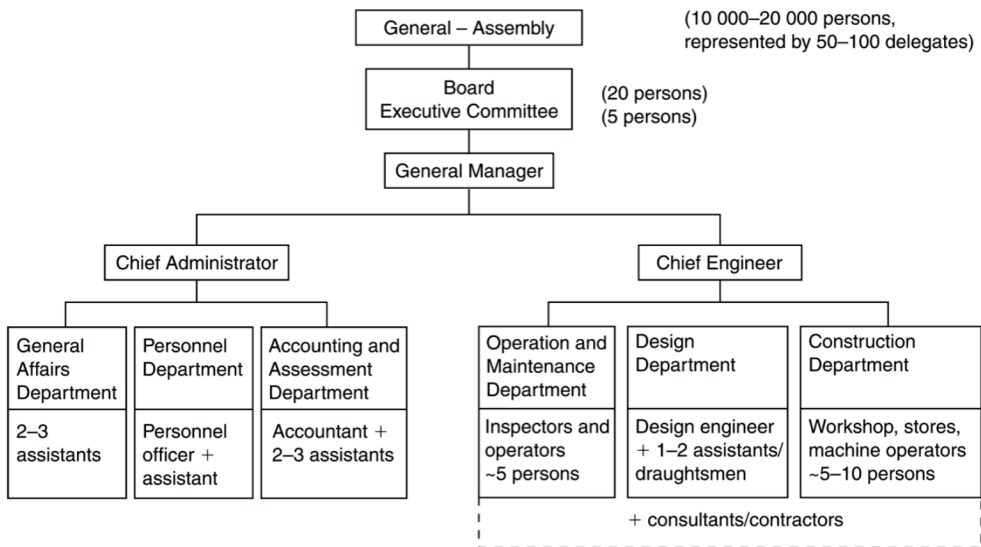 General – Assembly
(10 000–20 000 persons,
represented by 50–100 delegates)
Board
Executive Committee
(20 persons)
(5 persons)
General Manager
Chief Administrator
Chief Engineer
General
Affairs
Department
2–3
assistants
Personnel
Department
Personnel
officer +
assistant
Accounting and
Assessment
Department
Accountant +
2–3 assistants
Operation and
Maintenance
Department
Inspectors and
operators
~5 persons
Design
Department
Design engineer
+ 1–2 assistants/
draughtsmen
Construction
Department
Workshop, stores,
machine operators
~5–10 persons
+ consultants/contractors